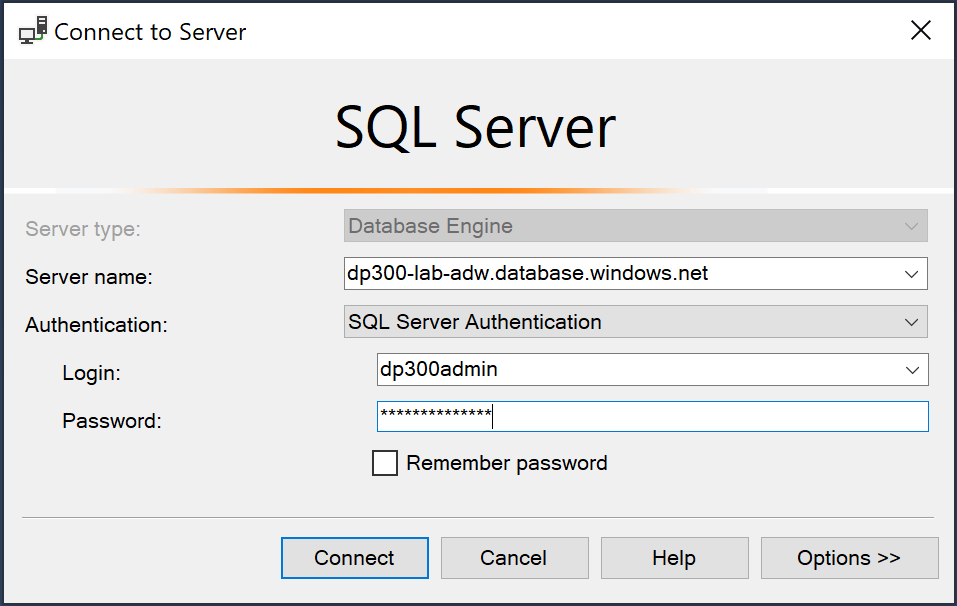 Connect to Server
SQL Server
Server type: Database Engine
Server name: dp300-lab-adw.database.windows.net
Authentication: SQL Server Authentication
Login: dp300admin
Password: **************
Remember password
Connect Cancel Help Options >>